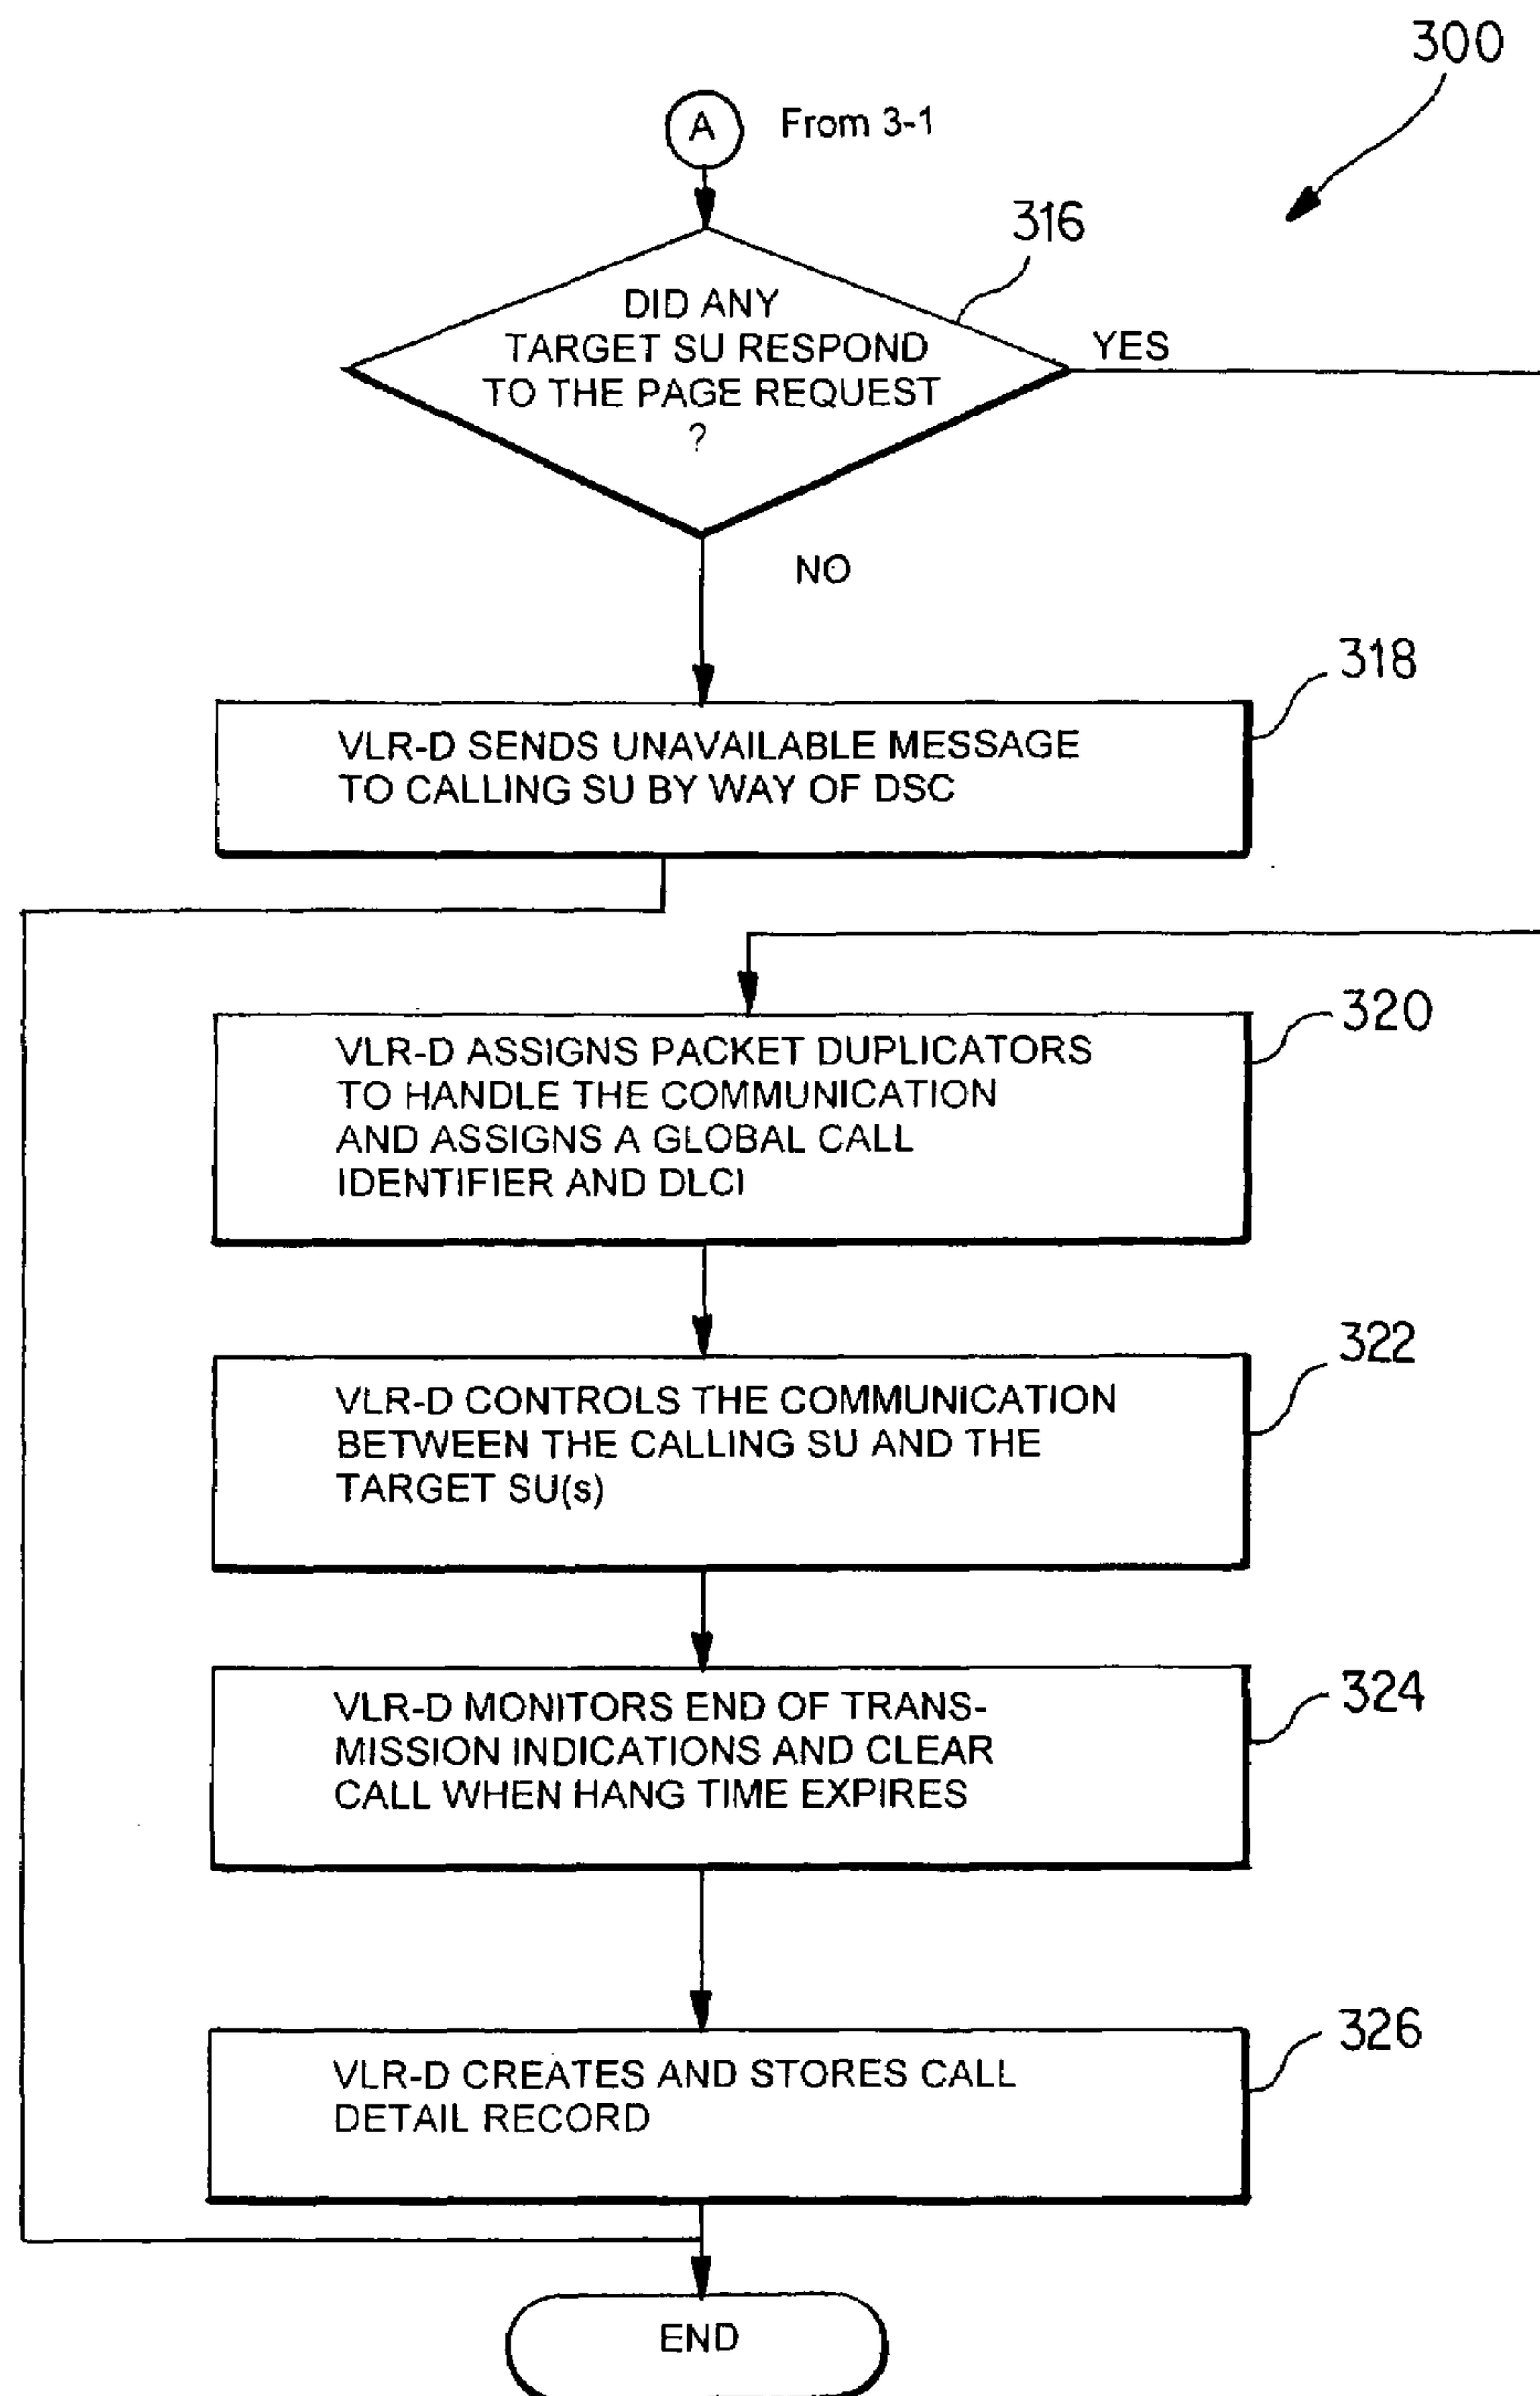 300
A From 3-1
316
DID ANY
TARGET SU RESPOND
TO THE PAGE REQUEST
?
YES
NO
318
VLR-D SENDS UNAVAILABLE MESSAGE
TO CALLING SU BY WAY OF DSC
320
VLR-D ASSIGNS PACKET DUPLICATORS
TO HANDLE THE COMMUNICATION
AND ASSIGNS A GLOBAL CALL
IDENTIFIER AND DLCI
322
VLR-D CONTROLS THE COMMUNICATION
BETWEEN THE CALLING SU AND THE
TARGET SU(s)
324
VLR-D MONITORS END OF TRANS-
MISSION INDICATIONS AND CLEAR
CALL WHEN HANG TIME EXPIRES
326
VLR-D CREATES AND STORES CALL
DETAIL RECORD
END